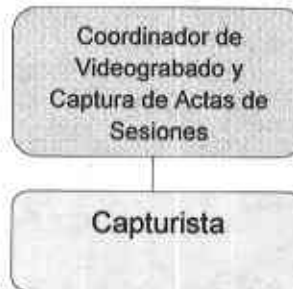 Coordinador de
Videograbado y
Captura de Actas de
Sesiones
Capturista